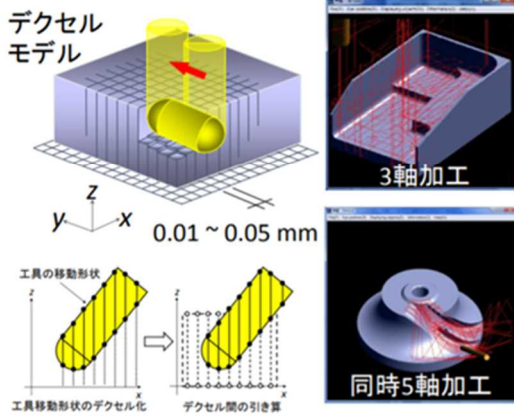 デクセル
モデル
z
y
x
0.01 ~ 0.05 mm
3軸加工
工具の移動形状
z
x
工具移動形状のデクセル化
z
x
デクセル間の引き算
同時5軸加工